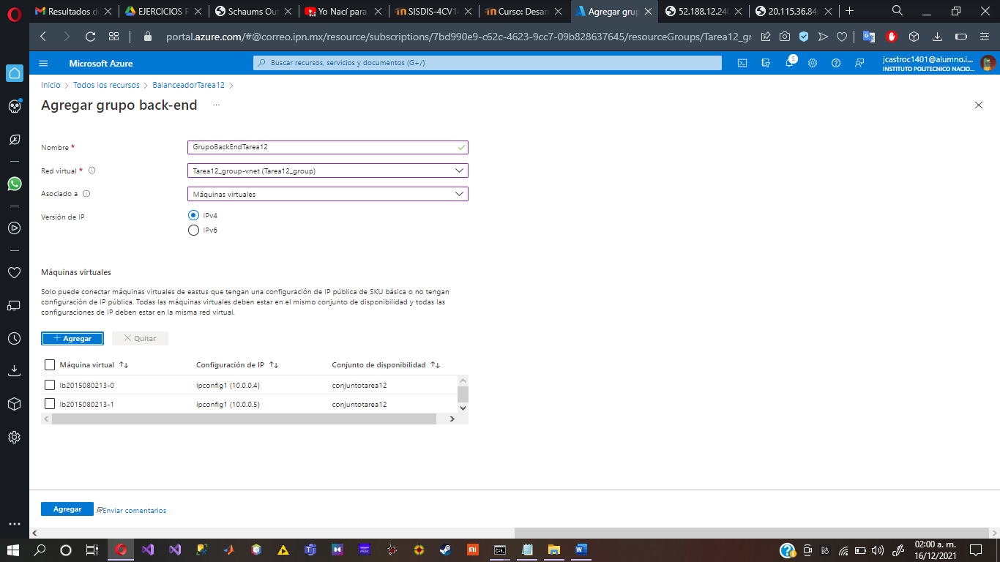 Resultados d
EJERCICIOS R
Schaums Out
Yo Nací para
SISDIS-4CV14
Curso: Desar
Agregar grup
52.188.12.240
20.115.36.84:
portal.azure.com/#@correo.ipn.mx/resource/subscriptions/7bd990e9-c62c-4623-9cc7-09b828637645/resourceGroups/Tarea12_gr
Microsoft Azure
Buscar recursos, servicios y documentos (G+/)
5
jcastroc1401@alumno.i...
INSTITUTO POLITECNICO NACIO...
Inicio > Todos los recursos > BalanceadorTarea12 >
Agregar grupo back-end ...
Nombre *
GrupoBackEndTarea12
Red virtual *
Tarea12_group-vnet (Tarea12_group)
Asociado a
Máquinas virtuales
Versión de IP
IPv4
IPv6
Máquinas virtuales
Solo puede conectar máquinas virtuales de eastus que tengan una configuración de IP pública de SKU básica o no tengan
configuración de IP pública. Todas las máquinas virtuales deben estar en el mismo conjunto de disponibilidad y todas las
configuraciones de IP deben estar en la misma red virtual.
+ Agregar
Quitar
Máquina virtual ↑↓ Configuración de IP ↑↓ Conjunto de disponibilidad ↑↓
lb2015080213-0 ipconfig1 (10.0.0.4) conjuntotarea12
lb2015080213-1 ipconfig1 (10.0.0.5) conjuntotarea12
Agregar
Enviar comentarios
02:00 a. m.
16/12/2021